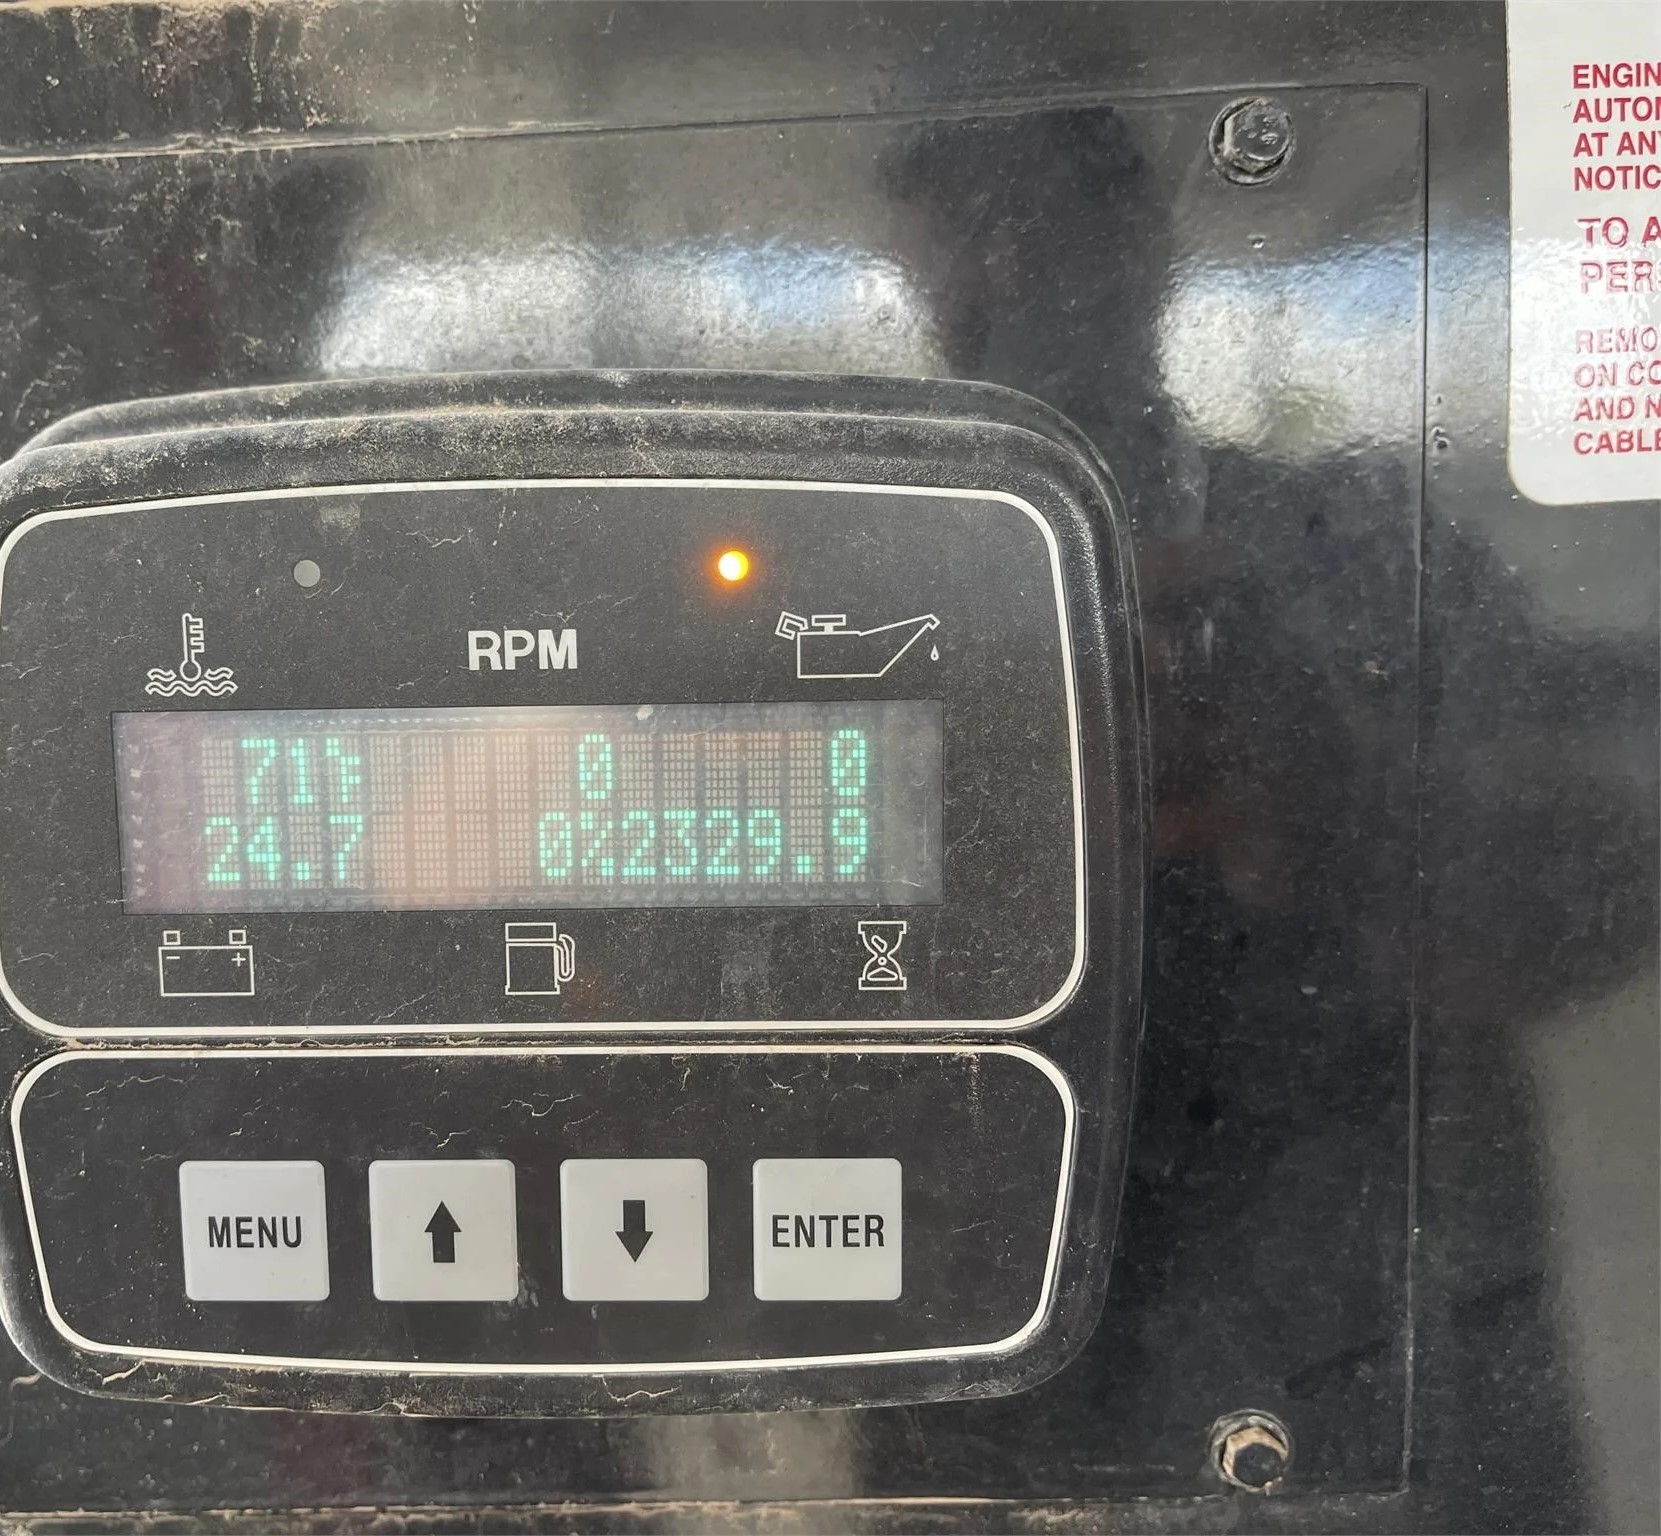 RPM
71°F 0 0
24.7 0% 2329.9
- +
MENU
ENTER
ENGIN
AUTOM
AT ANY
NOTIC
TO A
PERS
REMO
ON CO
AND N
CABLE